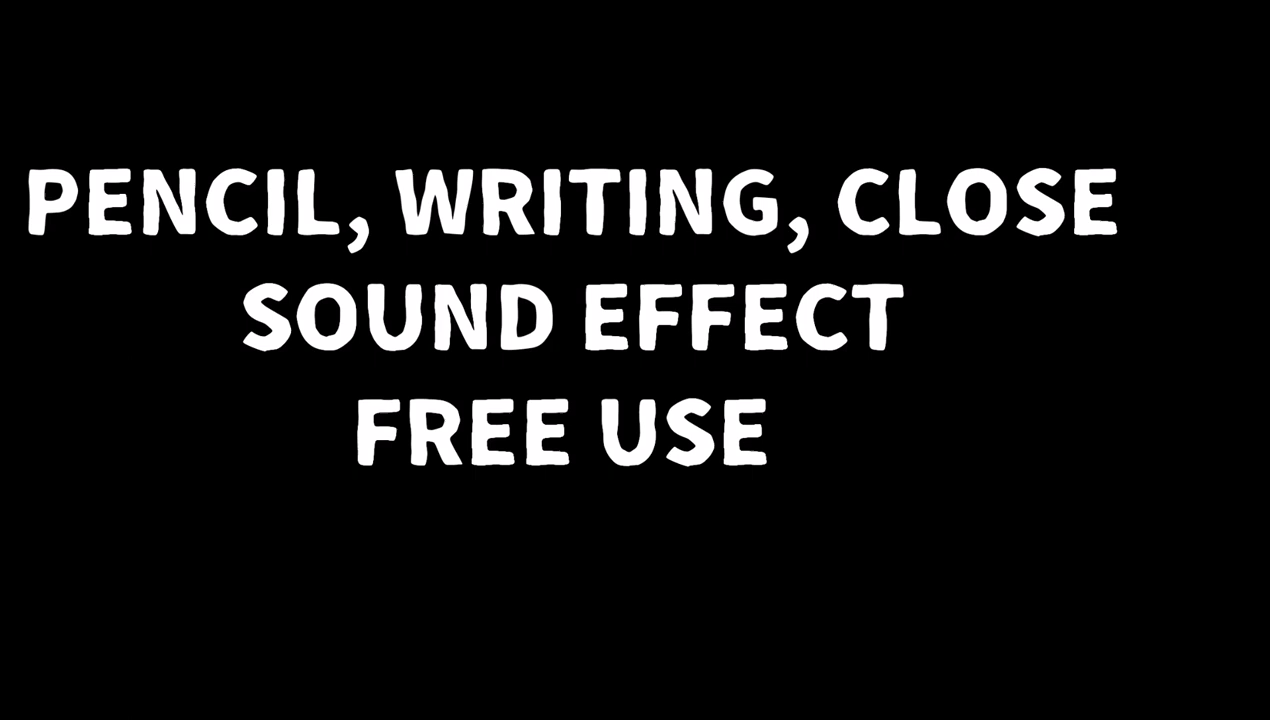 PENCIL, WRITING, CLOSE
SOUND EFFECT
FREE USE